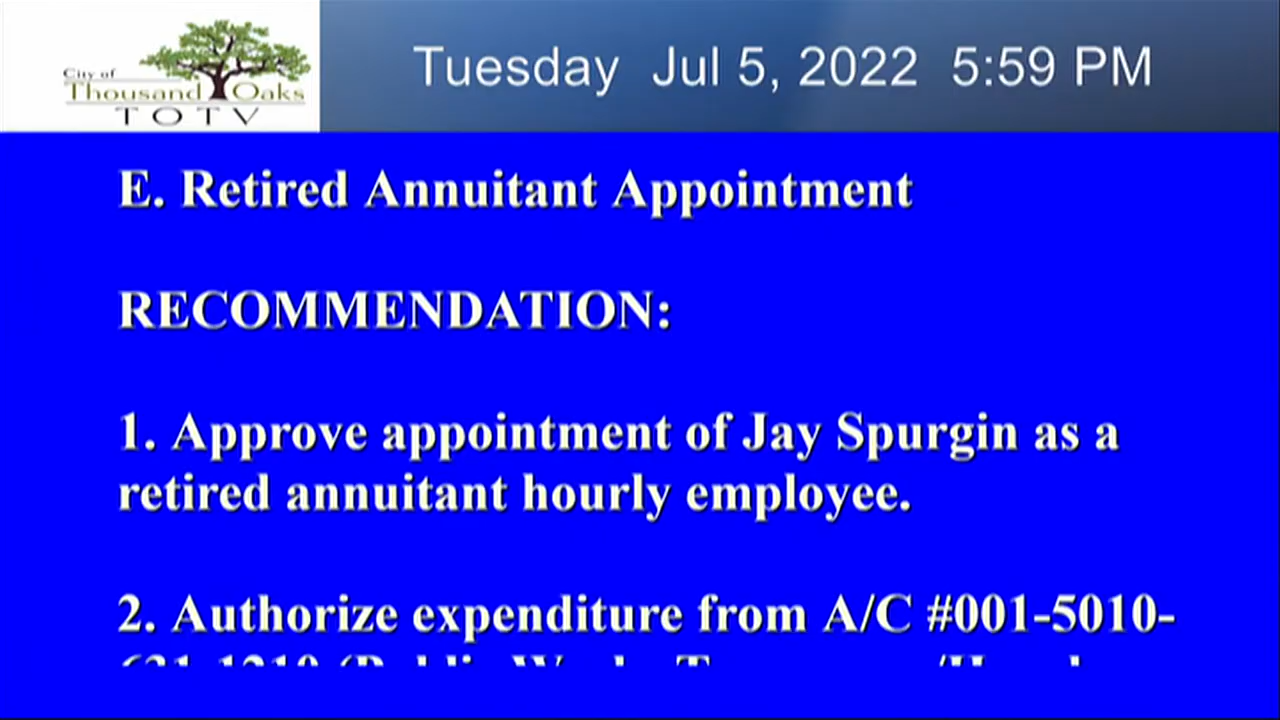 City of
Thousand Oaks
TOTV
Tuesday Jul 5, 2022 5:59 PM
E. Retired Annuitant Appointment
RECOMMENDATION:
1. Approve appointment of Jay Spurgin as a
retired annuitant hourly employee.
2. Authorize expenditure from A/C #001-5010-